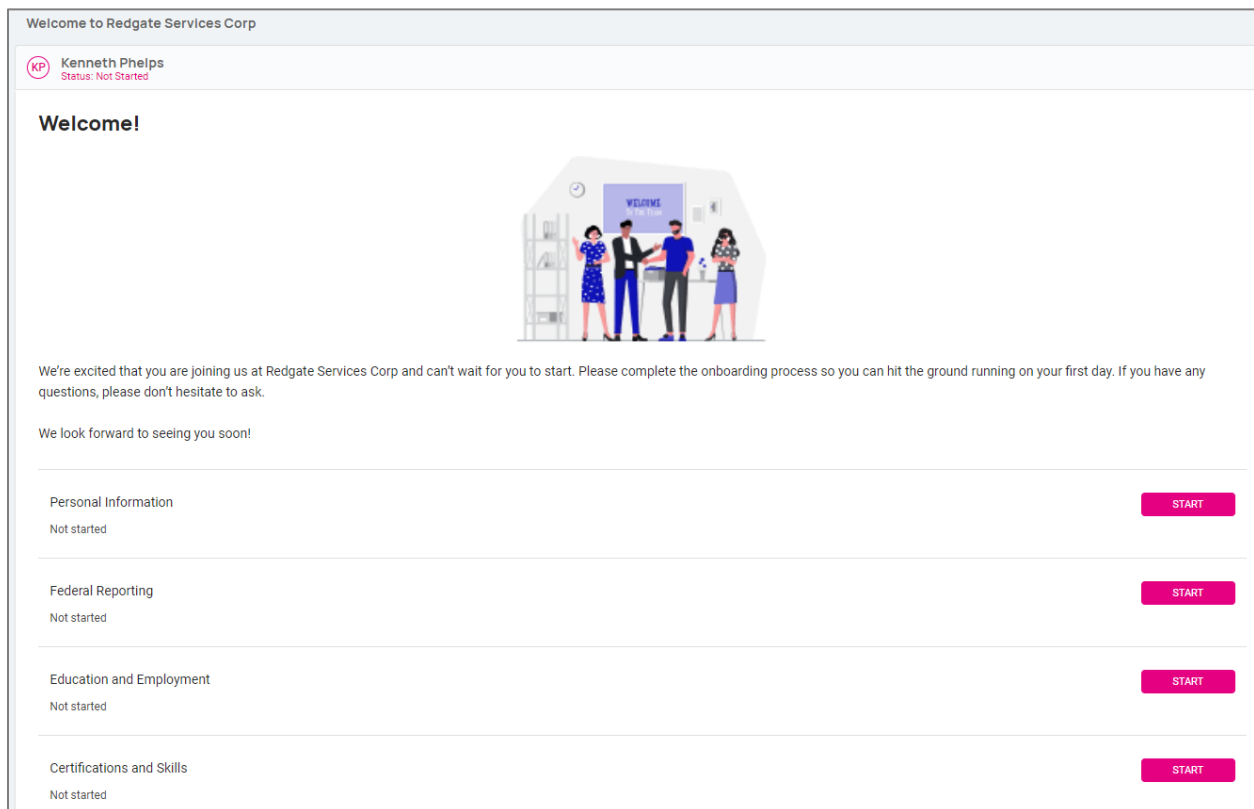 Welcome to Redgate Services Corp
KP
Kenneth Phelps
Status: Not Started
Welcome!
WELCOME
TO THE TEAM
We're excited that you are joining us at Redgate Services Corp and can't wait for you to start. Please complete the onboarding process so you can hit the ground running on your first day. If you have any
questions, please don't hesitate to ask.
We look forward to seeing you soon!
Personal Information
START
Not started
Federal Reporting
START
Not started
Education and Employment
START
Not started
Certifications and Skills
START
Not started